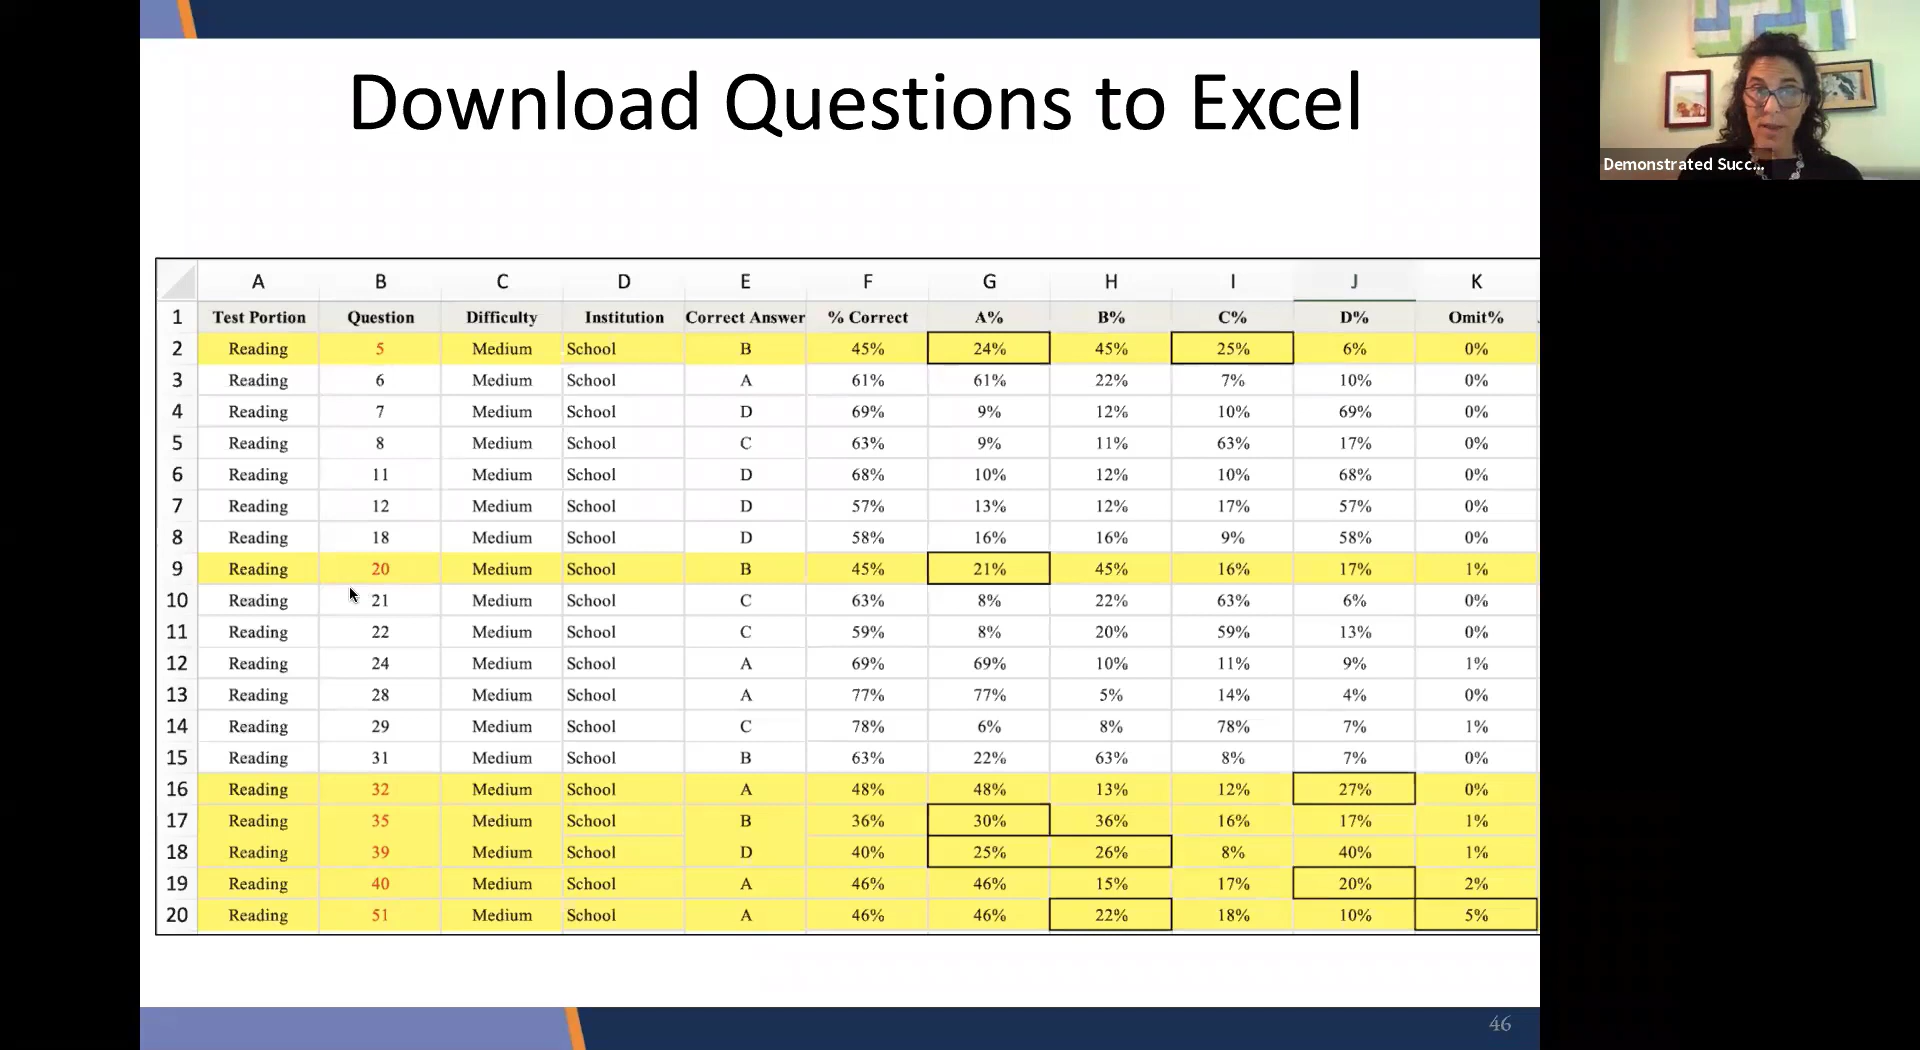 Download Questions to Excel
Demonstrated Succ...
A B C D E F G H I J K
1 Test Portion Question Difficulty Institution Correct Answer % Correct A% B% C% D% Omit%
2 Reading 5 Medium School B 45% 24% 45% 25% 6% 0%
3 Reading 6 Medium School A 61% 61% 22% 7% 10% 0%
4 Reading 7 Medium School D 69% 9% 12% 10% 69% 0%
5 Reading 8 Medium School C 63% 9% 11% 63% 17% 0%
6 Reading 11 Medium School D 68% 10% 12% 10% 68% 0%
7 Reading 12 Medium School D 57% 13% 12% 17% 57% 0%
8 Reading 18 Medium School D 58% 16% 16% 9% 58% 0%
9 Reading 20 Medium School B 45% 21% 45% 16% 17% 1%
10 Reading 21 Medium School C 63% 8% 22% 63% 6% 0%
11 Reading 22 Medium School C 59% 8% 20% 59% 13% 0%
12 Reading 24 Medium School A 69% 69% 10% 11% 9% 1%
13 Reading 28 Medium School A 77% 77% 5% 14% 4% 0%
14 Reading 29 Medium School C 78% 6% 8% 78% 7% 1%
15 Reading 31 Medium School B 63% 22% 63% 8% 7% 0%
16 Reading 32 Medium School A 48% 48% 13% 12% 27% 0%
17 Reading 35 Medium School B 36% 30% 36% 16% 17% 1%
18 Reading 39 Medium School D 40% 25% 26% 8% 40% 1%
19 Reading 40 Medium School A 46% 46% 15% 17% 20% 2%
20 Reading 51 Medium School A 46% 46% 22% 18% 10% 5%
46